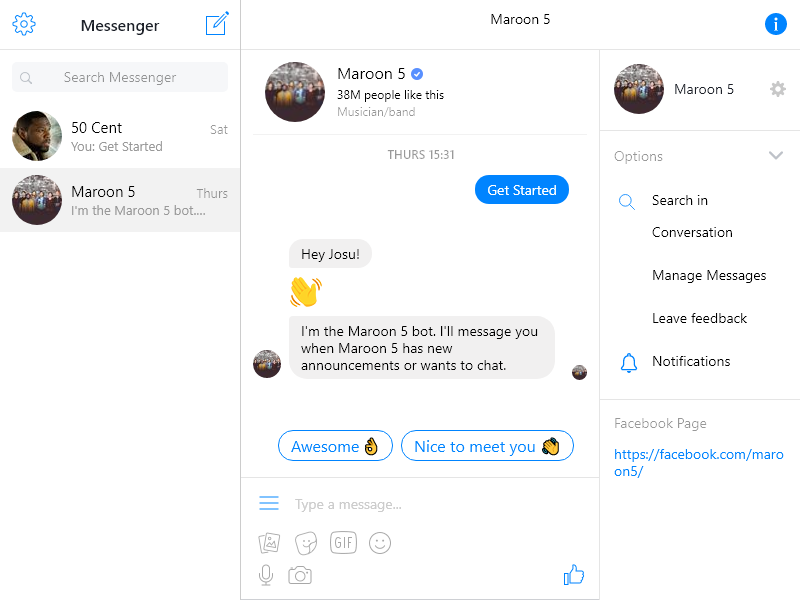 Messenger
Search Messenger
50 Cent
Sat
You: Get Started
Maroon 5
Thurs
I'm the Maroon 5 bot....
Maroon 5
Maroon 5
38M people like this
Musician/band
THURS 15:31
Get Started
Hey Josu!
I'm the Maroon 5 bot. I'll message you
when Maroon 5 has new
announcements or wants to chat.
Awesome 👌
Nice to meet you 👏
Type a message...
GIF
Maroon 5
Options
Search in
Conversation
Manage Messages
Leave feedback
Notifications
Facebook Page
https://facebook.com/maro
on5/